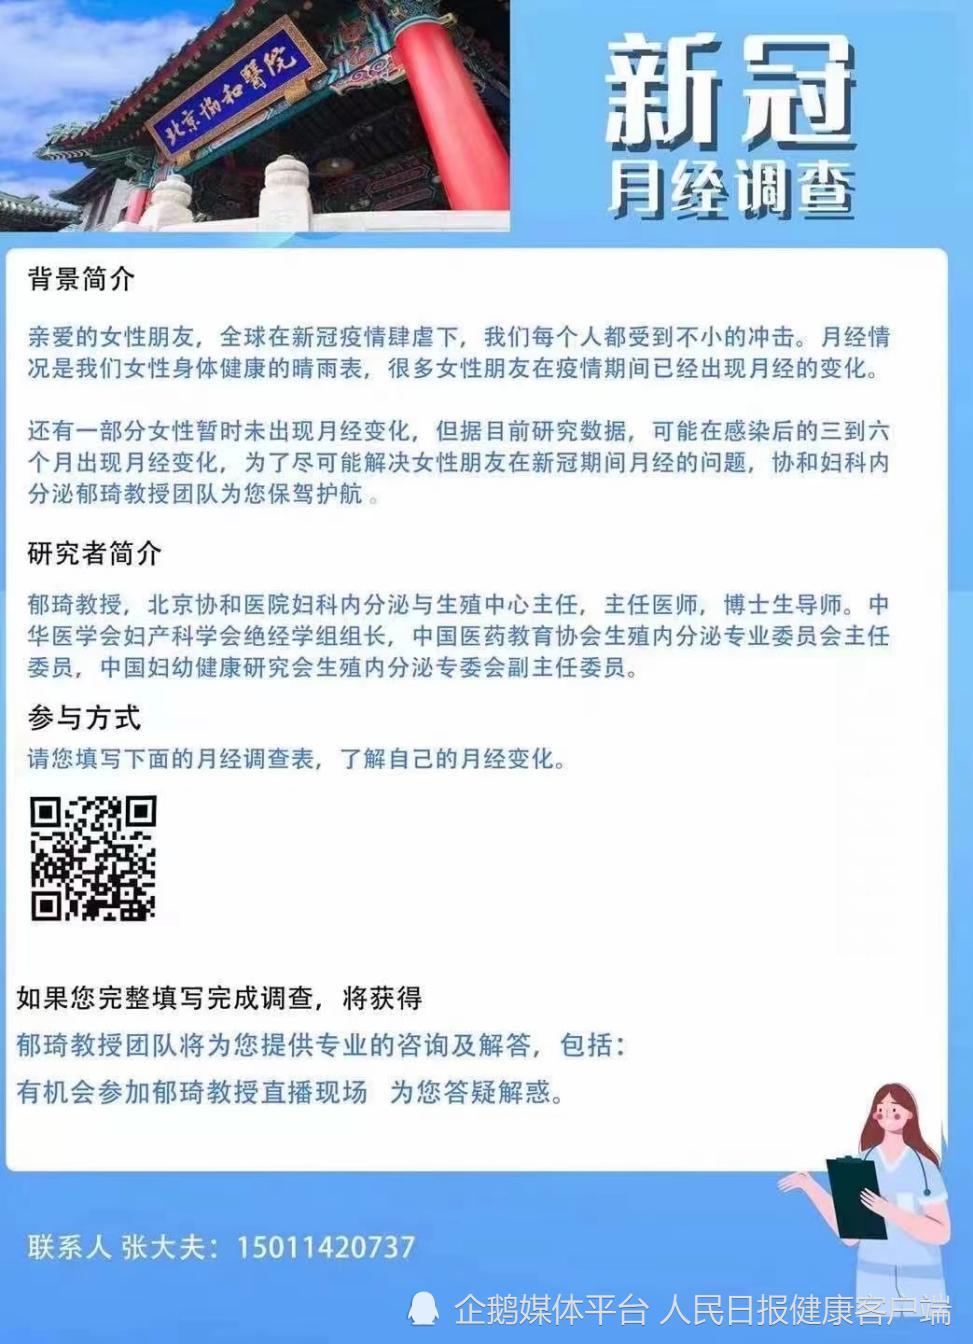 北京协和醫院
新冠
月经调查
背景简介
亲爱的女性朋友，全球在新冠疫情肆虐下，我们每个人都受到不小的冲击。月经情
况是我们女性身体健康的晴雨表，很多女性朋友在疫情期间已经出现月经的变化。
还有一部分女性暂时未出现月经变化，但据目前研究数据，可能在感染后的三到六
个月出现月经变化，为了尽可能解决女性朋友在新冠期间月经的问题，协和妇科内
分泌郁琦教授团队为您保驾护航 。
研究者简介
郁琦教授，北京协和医院妇科内分泌与生殖中心主任，主任医师，博士生导师。中
华医学会妇产科学会绝经学组组长，中国医药教育协会生殖内分泌专业委员会主任
委员，中国妇幼健康研究会生殖内分泌专委会副主任委员。
参与方式
请您填写下面的月经调查表，了解自己的月经变化。
如果您完整填写完成调查，将获得
郁琦教授团队将为您提供专业的咨询及解答，包括：
有机会参加郁琦教授直播现场 为您答疑解惑。
联系人 张大夫：15011420737
企鹅媒体平台 人民日报健康客户端